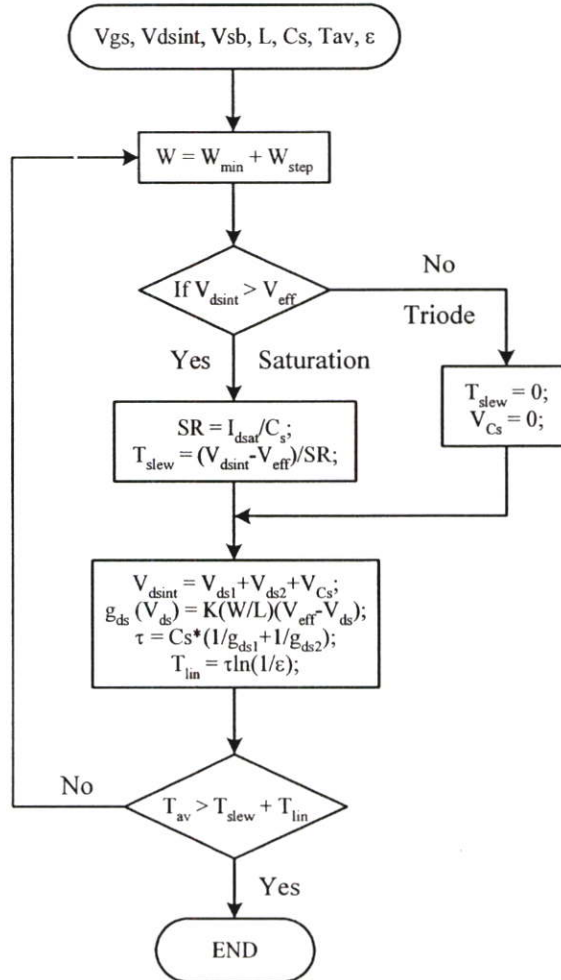 Vgs, Vdsint, Vsb, L, Cs, Tav, ε
W = W_min + W_step
If V_dsint > V_eff
No
Triode
Yes Saturation
T_slew = 0;
V_Cs = 0;
SR = I_dsat/C_s;
T_slew = (V_dsint-V_eff)/SR;
V_dsint = V_ds1+V_ds2+V_Cs;
g_ds (V_ds) = K(W/L)(V_eff-V_ds);
τ = Cs*(1/g_ds1+1/g_ds2);
T_lin = τln(1/ε);
No
T_av > T_slew + T_lin
Yes
END